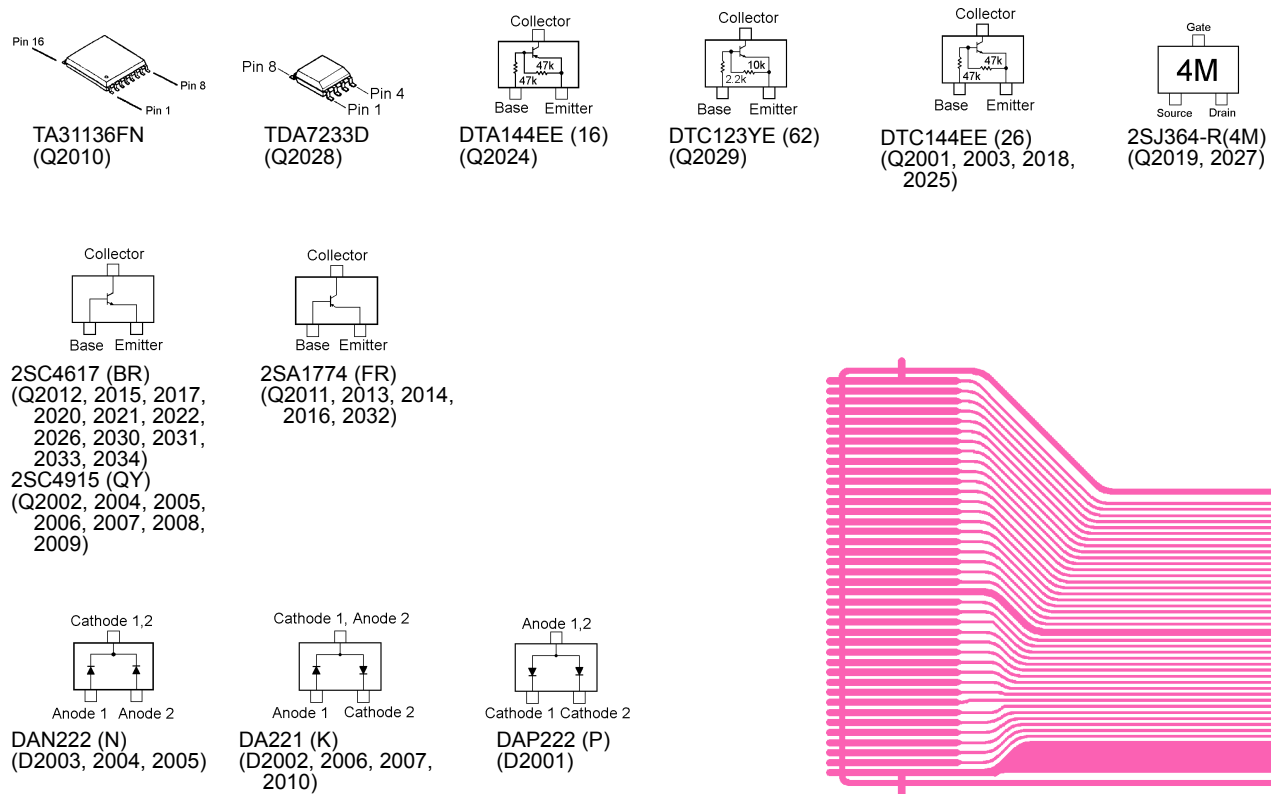 Pin 16
Pin 8
Pin 1
TA31136FN
(Q2010)
Pin 8
Pin 4
Pin 1
TDA7233D
(Q2028)
Collector
47k
47k
Base Emitter
DTA144EE (16)
(Q2024)
Collector
10k
2.2k
Base Emitter
DTC123YE (62)
(Q2029)
Collector
47k
47k
Base Emitter
DTC144EE (26)
(Q2001, 2003, 2018,
2025)
Gate
4M
Source Drain
2SJ364-R(4M)
(Q2019, 2027)
Collector
Base Emitter
2SC4617 (BR)
(Q2012, 2015, 2017,
2020, 2021, 2022,
2026, 2030, 2031,
2033, 2034)
2SC4915 (QY)
(Q2002, 2004, 2005,
2006, 2007, 2008,
2009)
Collector
Base Emitter
2SA1774 (FR)
(Q2011, 2013, 2014,
2016, 2032)
Cathode 1,2
Anode 1 Anode 2
DAN222 (N)
(D2003, 2004, 2005)
Cathode 1, Anode 2
Anode 1 Cathode 2
DA221 (K)
(D2002, 2006, 2007,
2010)
Anode 1,2
Cathode 1 Cathode 2
DAP222 (P)
(D2001)